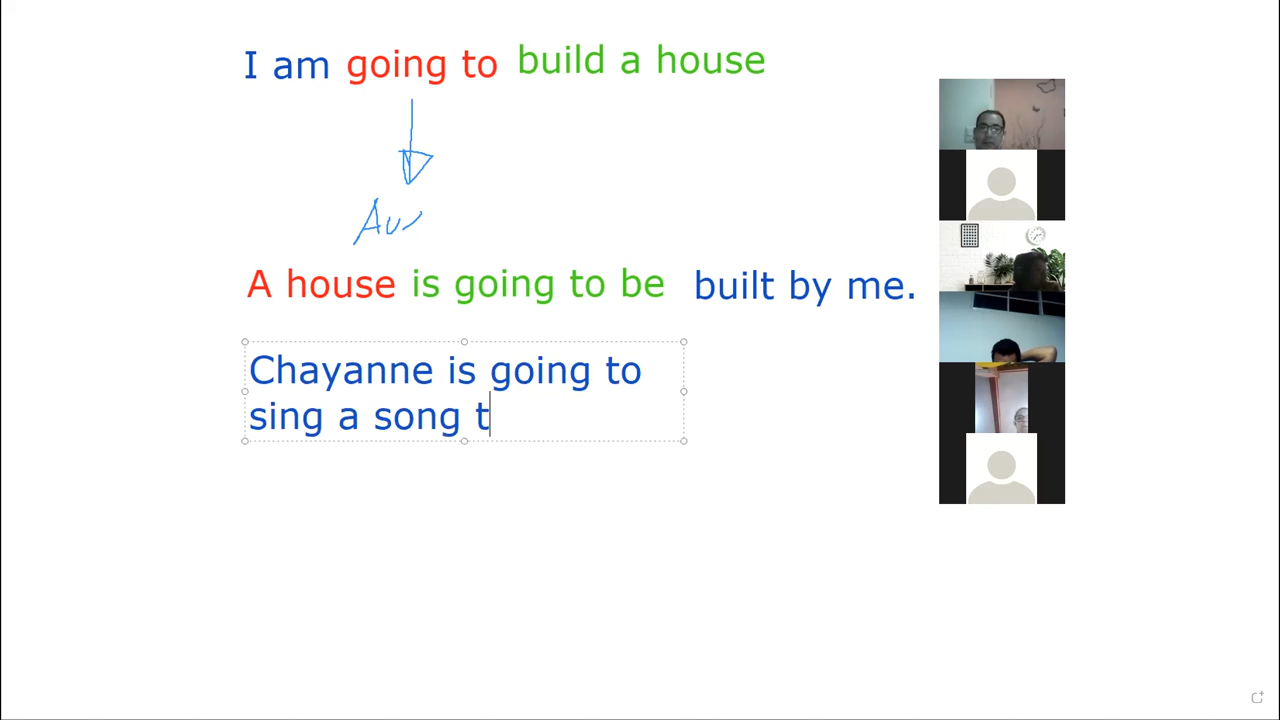 I am going to build a house
Aux
A house is going to be built by me.
Chayanne is going to
sing a song t